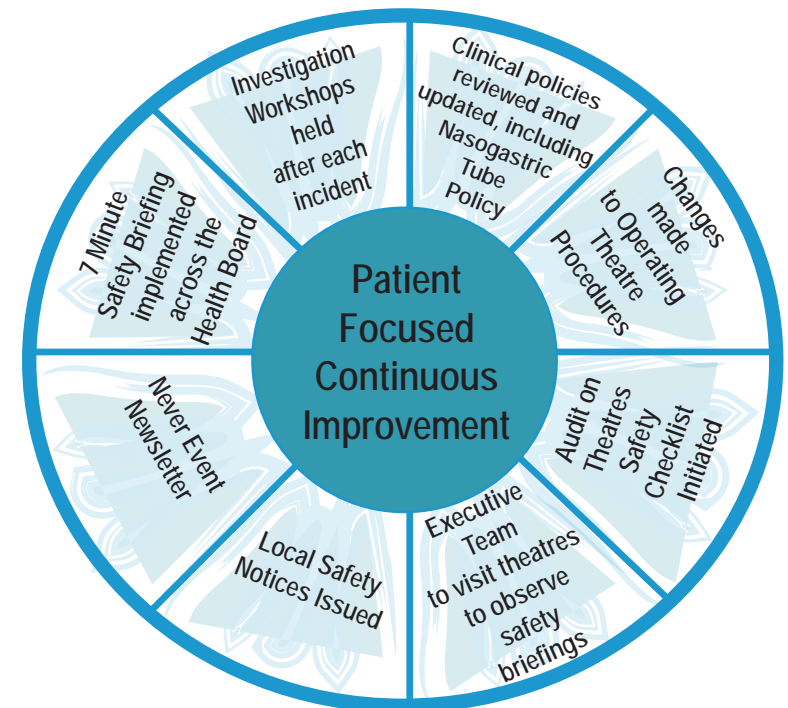 Investigation
Workshops
held
after each
incident
Clinical policies
reviewed and
updated, including
Nasogastric
Tube
Policy
Changes
made
to Operating
Theatre
Procedures
Audit on
Theatres
Safety
Checklist
Initiated
Executive
Team
to visit theatres
to observe
safety
briefings
Local Safety
Notices Issued
Never Event
Newsletter
7 Minute
Safety Briefing
implemented
across the
Health Board
Patient
Focused
Continuous
Improvement